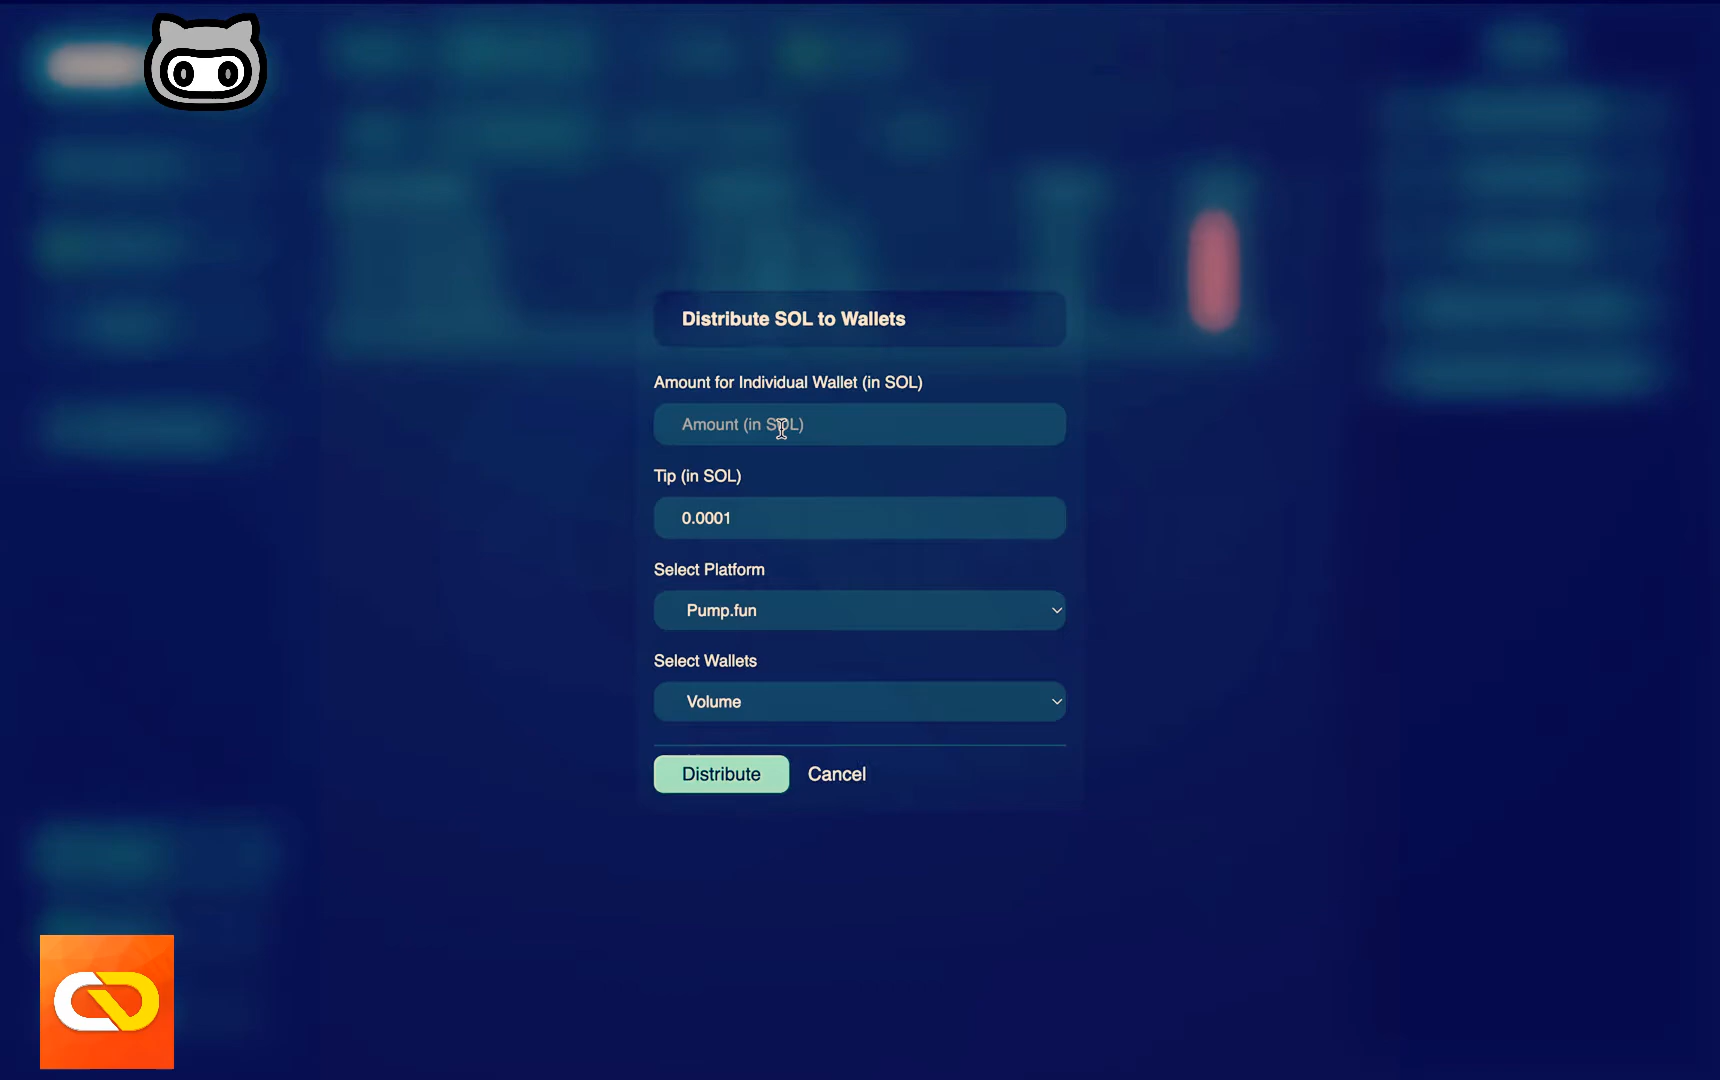 Distribute SOL to Wallets
Amount for Individual Wallet (in SOL)
Amount (in SOL)
Tip (in SOL)
0.0001
Select Platform
Pump.fun
Select Wallets
Volume
Distribute
Cancel